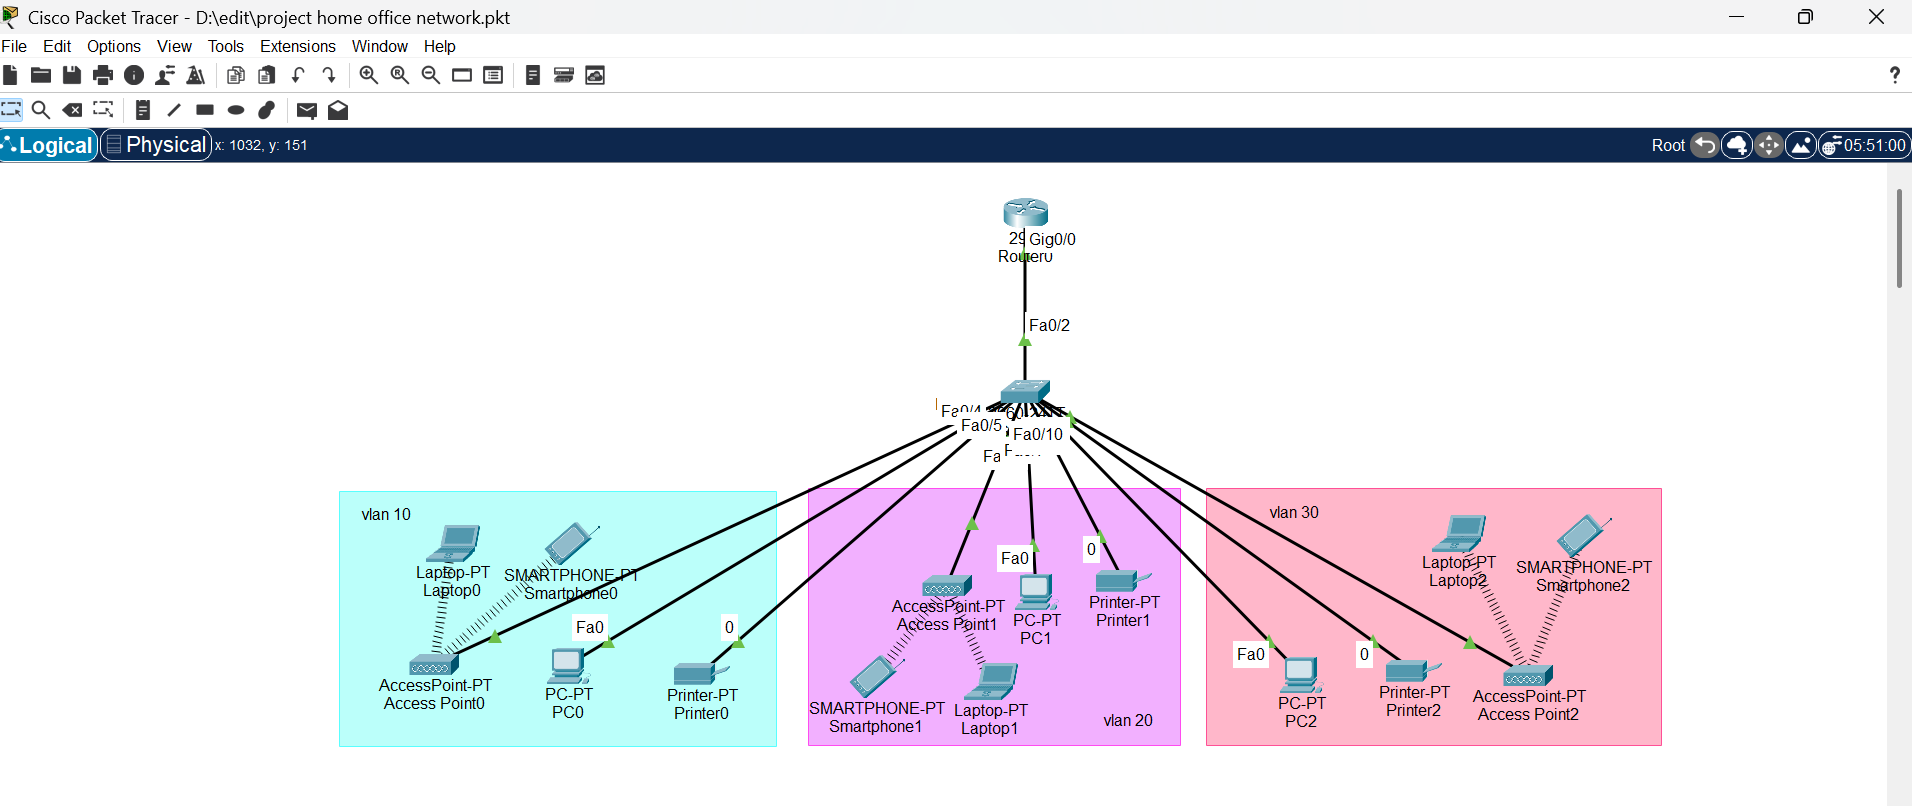 Cisco Packet Tracer - D:\edit\project home office network.pkt
File Edit Options View Tools Extensions Window Help
?
Logical Physical x: 1032, y: 151 Root 05:51:00
Gig0/0
Router0
Fa0/2
Fa0/4
Fa0/5
Fa0/10
Fa
vlan 10
Laptop-PT
Laptop0
SMARTPHONE-PT
Smartphone0
Fa0
0
AccessPoint-PT
Access Point0
PC-PT
PC0
Printer-PT
Printer0
Fa0
0
AccessPoint-PT
Access Point1
PC-PT
PC1
Printer-PT
Printer1
SMARTPHONE-PT
Smartphone1
Laptop-PT
Laptop1
vlan 20
vlan 30
Laptop-PT
Laptop2
SMARTPHONE-PT
Smartphone2
Fa0
0
PC-PT
PC2
Printer-PT
Printer2
AccessPoint-PT
Access Point2